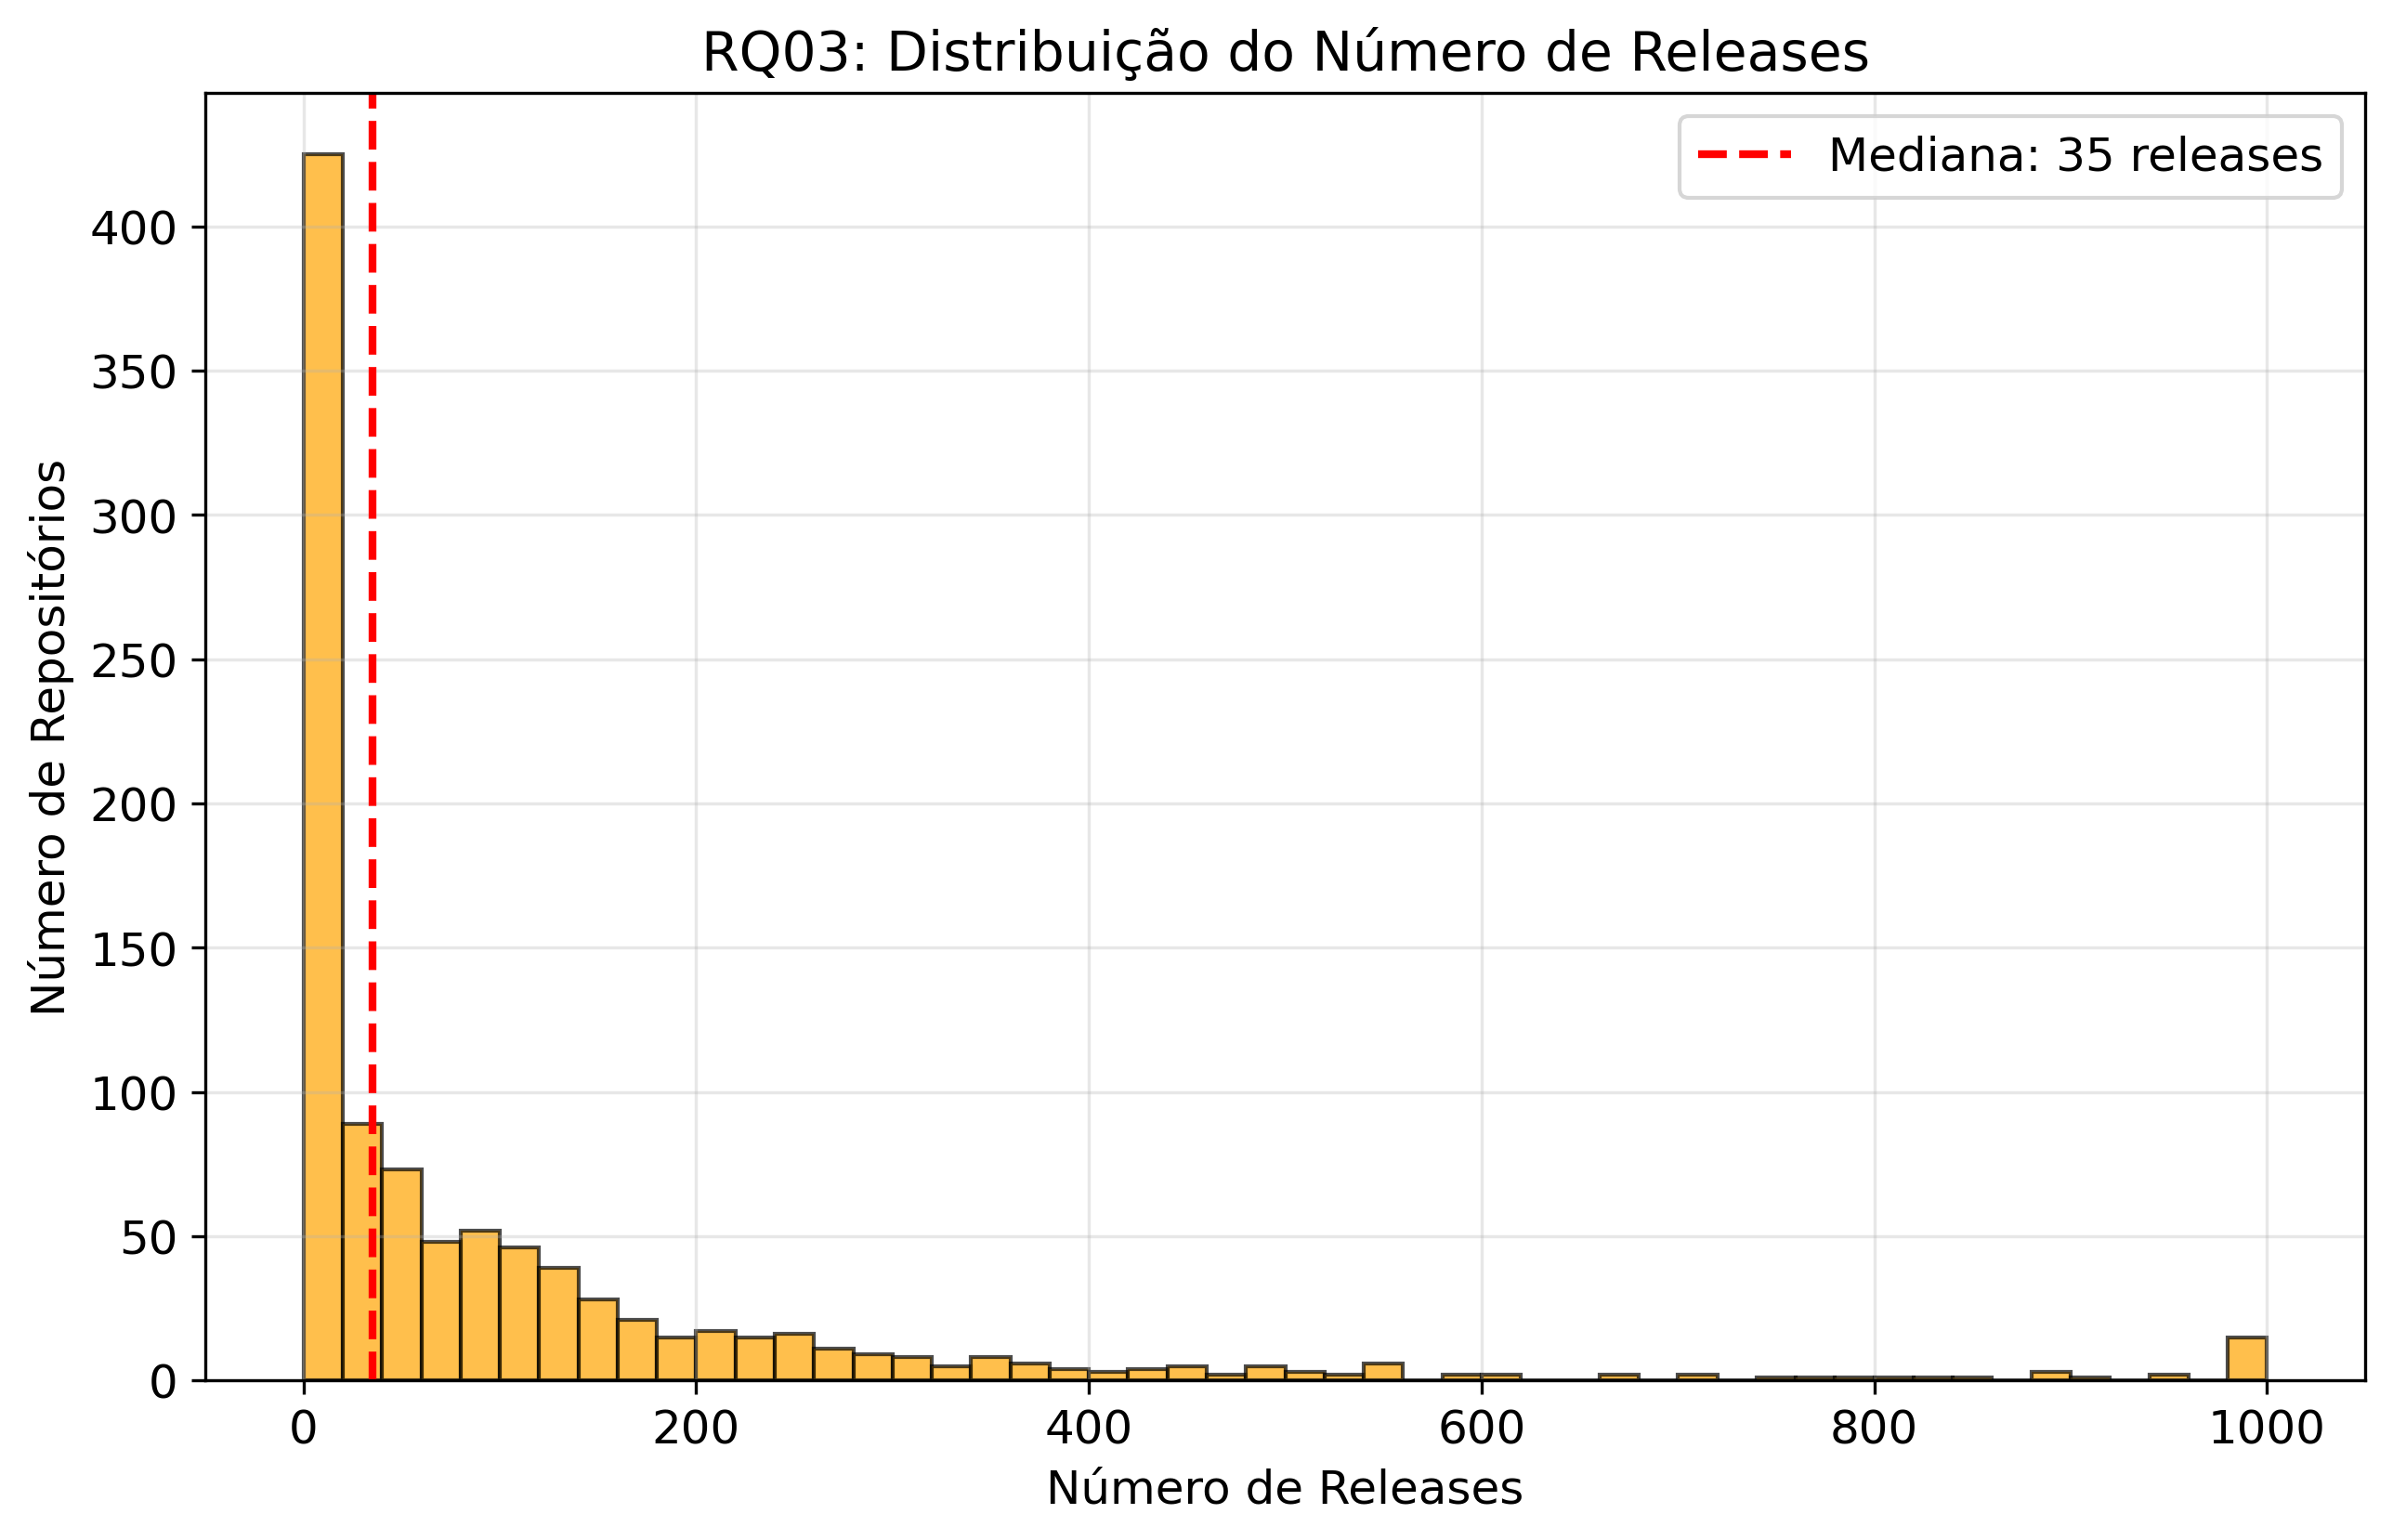 RQ03: Distribuição do Número de Releases
Mediana: 35 releases
Número de Repositórios
400
350
300
250
200
150
100
50
0
0 200 400 600 800 1000
Número de Releases